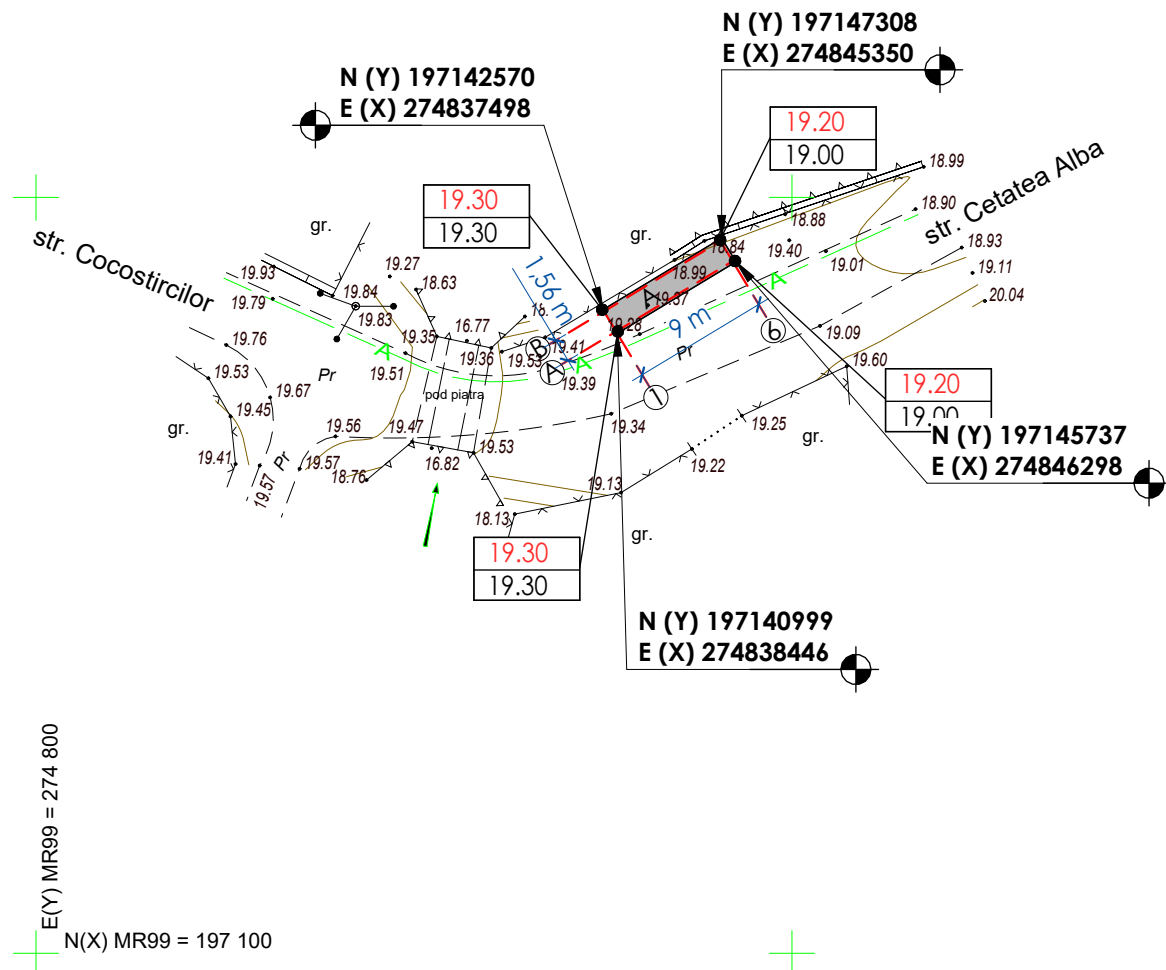 N (Y) 197147308
E (X) 274845350
N (Y) 197142570
E (X) 274837498
19.20
19.00
18.99
str. Cetatea Alba
19.30
19.30
gr.
gr.
18.88
18.90
18.84
19.40
18.93
str. Cocostircilor
19.93
19.27
18.63
18.99
19.01
19.11
19.79
19.84
19.83
1,56 m
A
19.37
A
20.04
18.
19.28
9 m
19.76
19.35
16.77
B
19.41
6
19.09
A
19.36
19.53
A
A
Pr
19.51
Pr
19.60
19.53
19.39
19.67
pod piatra
1
19.20
19.00
19.45
gr.
19.56
19.47
19.34
19.25
gr.
N (Y) 197145737
E (X) 274846298
19.41
Pr
19.57
19.57
18.76
16.82
19.53
19.22
19.13
18.13
gr.
19.30
19.30
N (Y) 197140999
E (X) 274838446
E(Y) MR99 = 274 800
N(X) MR99 = 197 100